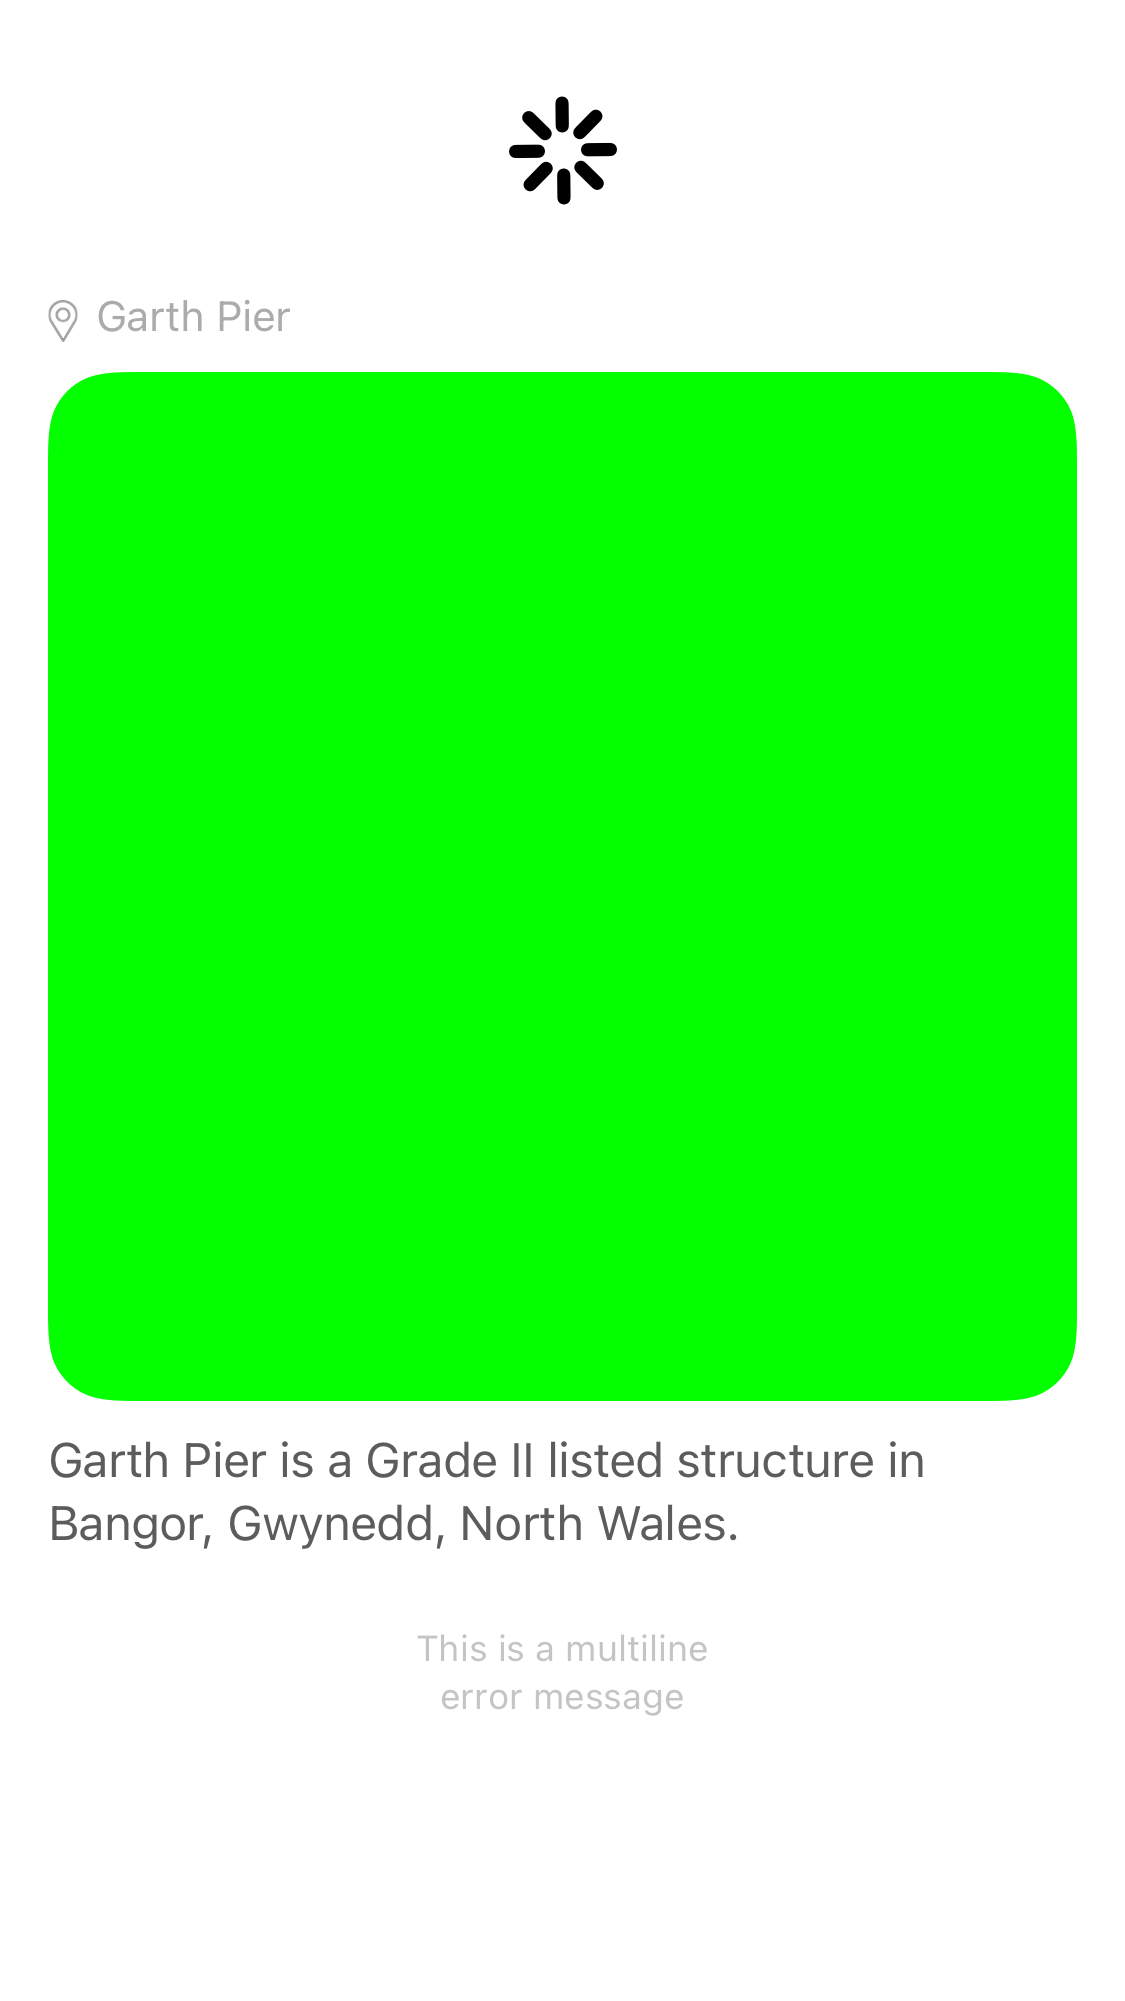 Garth Pier
Garth Pier is a Grade II listed structure in
Bangor, Gwynedd, North Wales.
This is a multiline
error message